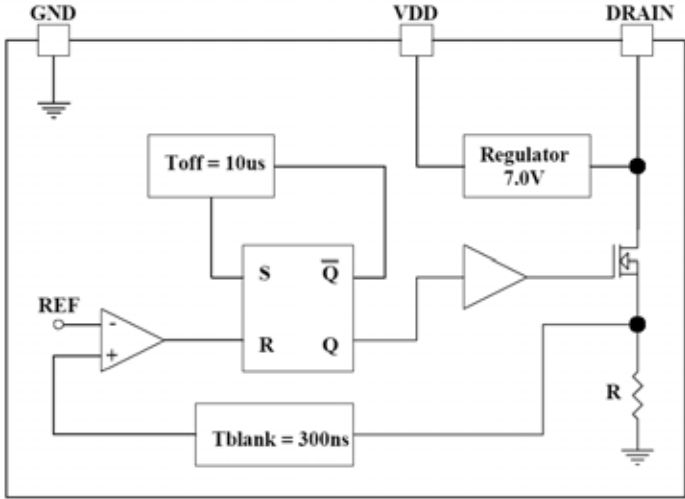 GND
VDD
DRAIN
Toff = 10us
Regulator
7.0V
S
Q̅
REF
-
+
R
Q
R
Tblank = 300ns